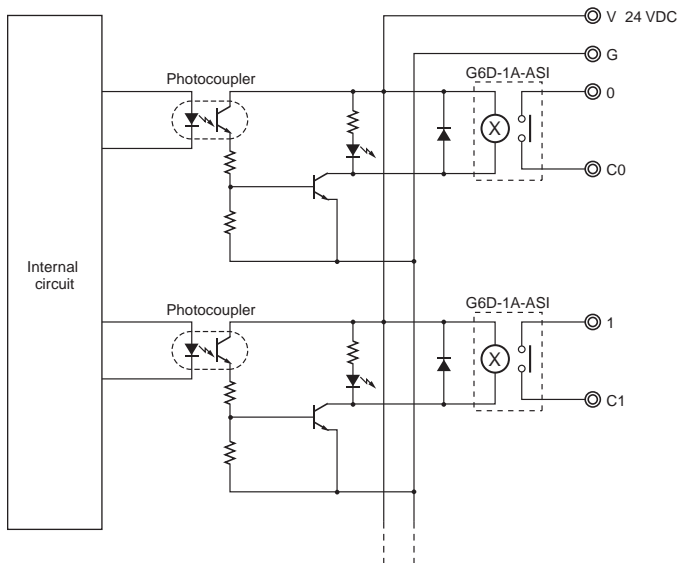 V 24 VDC
G
Photocoupler
G6D-1A-ASI
0
X
C0
Internal
circuit
Photocoupler
G6D-1A-ASI
1
X
C1